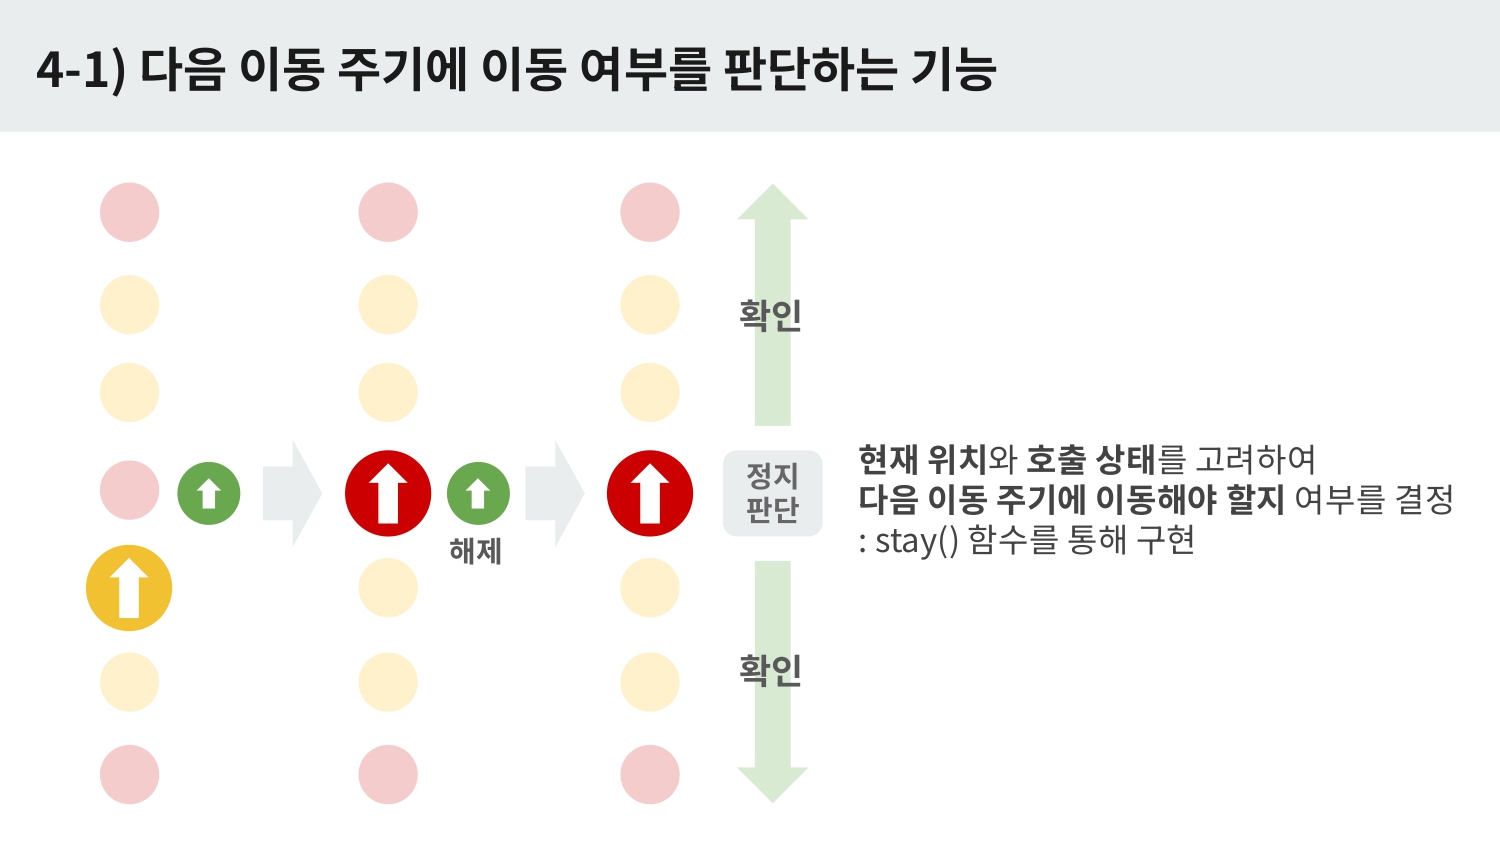 4-1) 다음 이동 주기에 이동 여부를 판단하는 기능
확인
해제
정지
판단
현재 위치와 호출 상태를 고려하여
다음 이동 주기에 이동해야 할지 여부를 결정
: stay() 함수를 통해 구현
확인